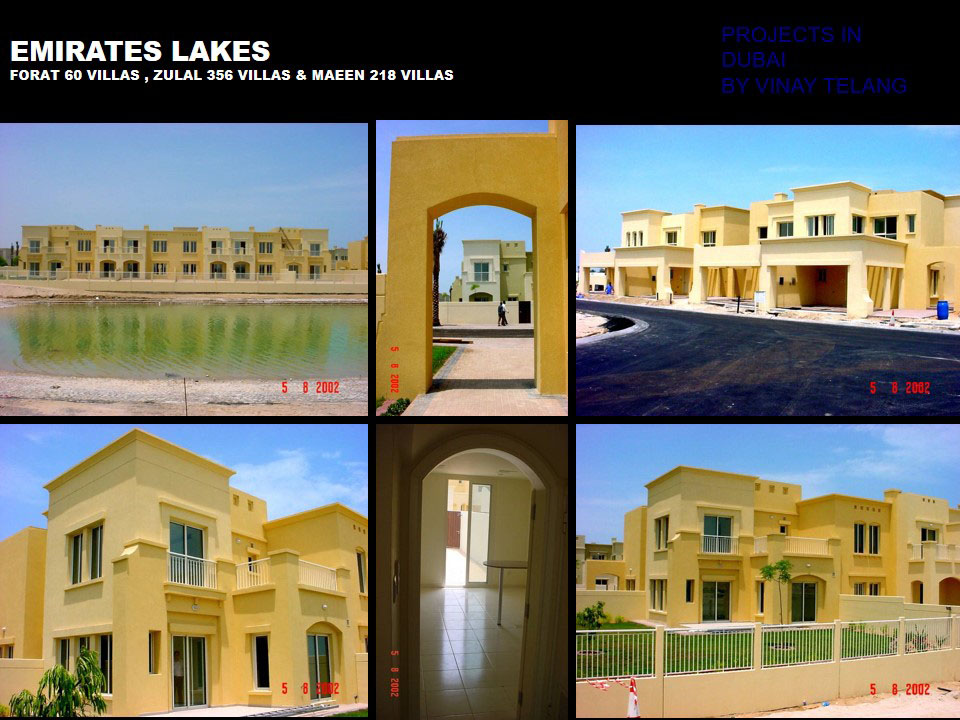 EMIRATES LAKES
FORAT 60 VILLAS , ZULAL 356 VILLAS & MAEEN 218 VILLAS
PROJECTS IN
DUBAI
BY VINAY TELANG
5 8 2002
5 8 2002
5 8 2002
5 8 2002
5 8 2002
5 8 2002